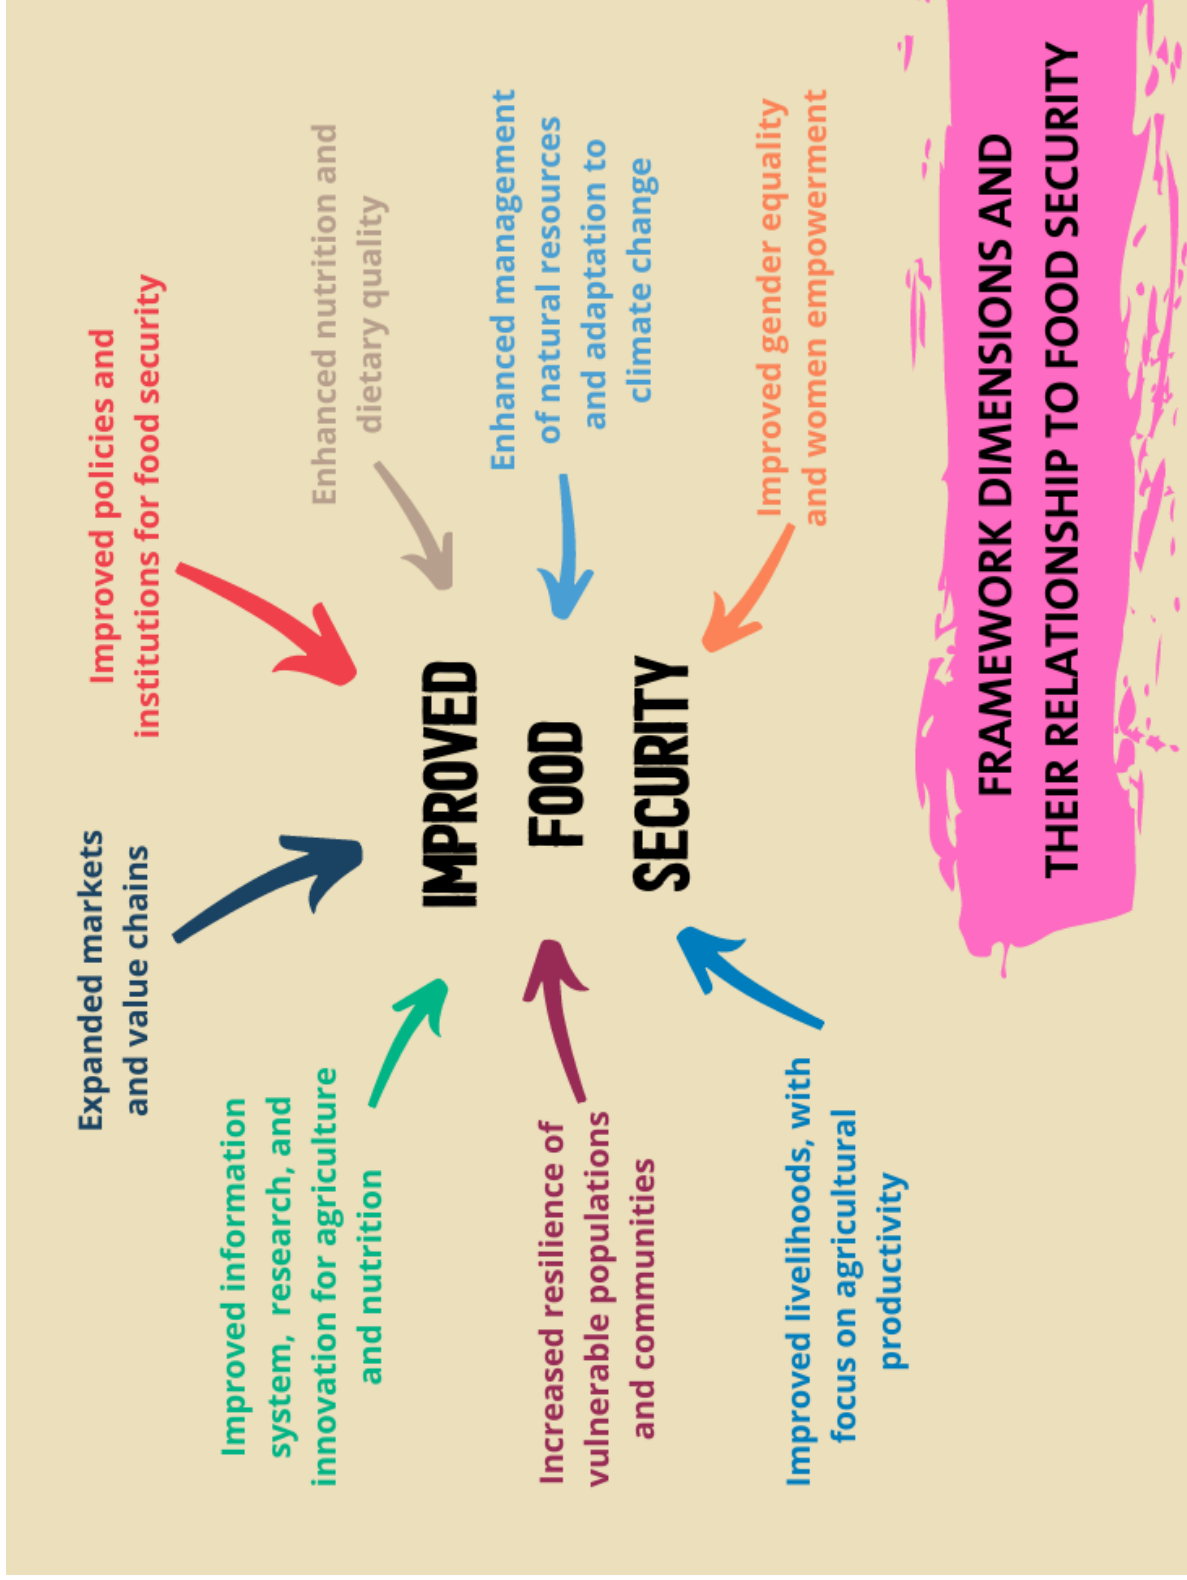 Expanded markets
and value chains
Improved policies and
institutions for food security
Improved information
system, research, and
innovation for agriculture
and nutrition
Enhanced nutrition and
dietary quality
Increased resilience of
vulnerable populations
and communities
IMPROVED
FOOD
SECURITY
Enhanced management
of natural resources
and adaptation to
climate change
Improved livelihoods, with
focus on agricultural
productivity
Improved gender equality
and women empowerment
FRAMEWORK DIMENSIONS AND
THEIR RELATIONSHIP TO FOOD SECURITY